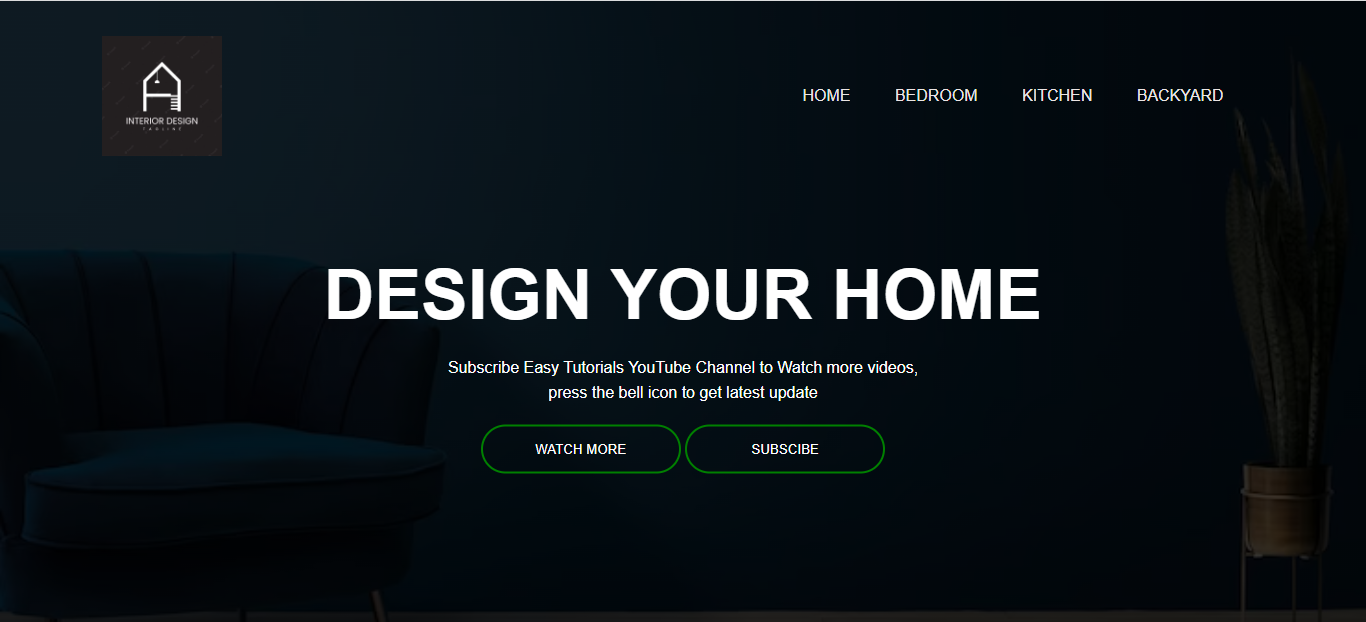 INTERIOR DESIGN
TAGLINE
HOME BEDROOM KITCHEN BACKYARD
DESIGN YOUR HOME
Subscribe Easy Tutorials YouTube Channel to Watch more videos,
press the bell icon to get latest update
WATCH MORE SUBSCIBE